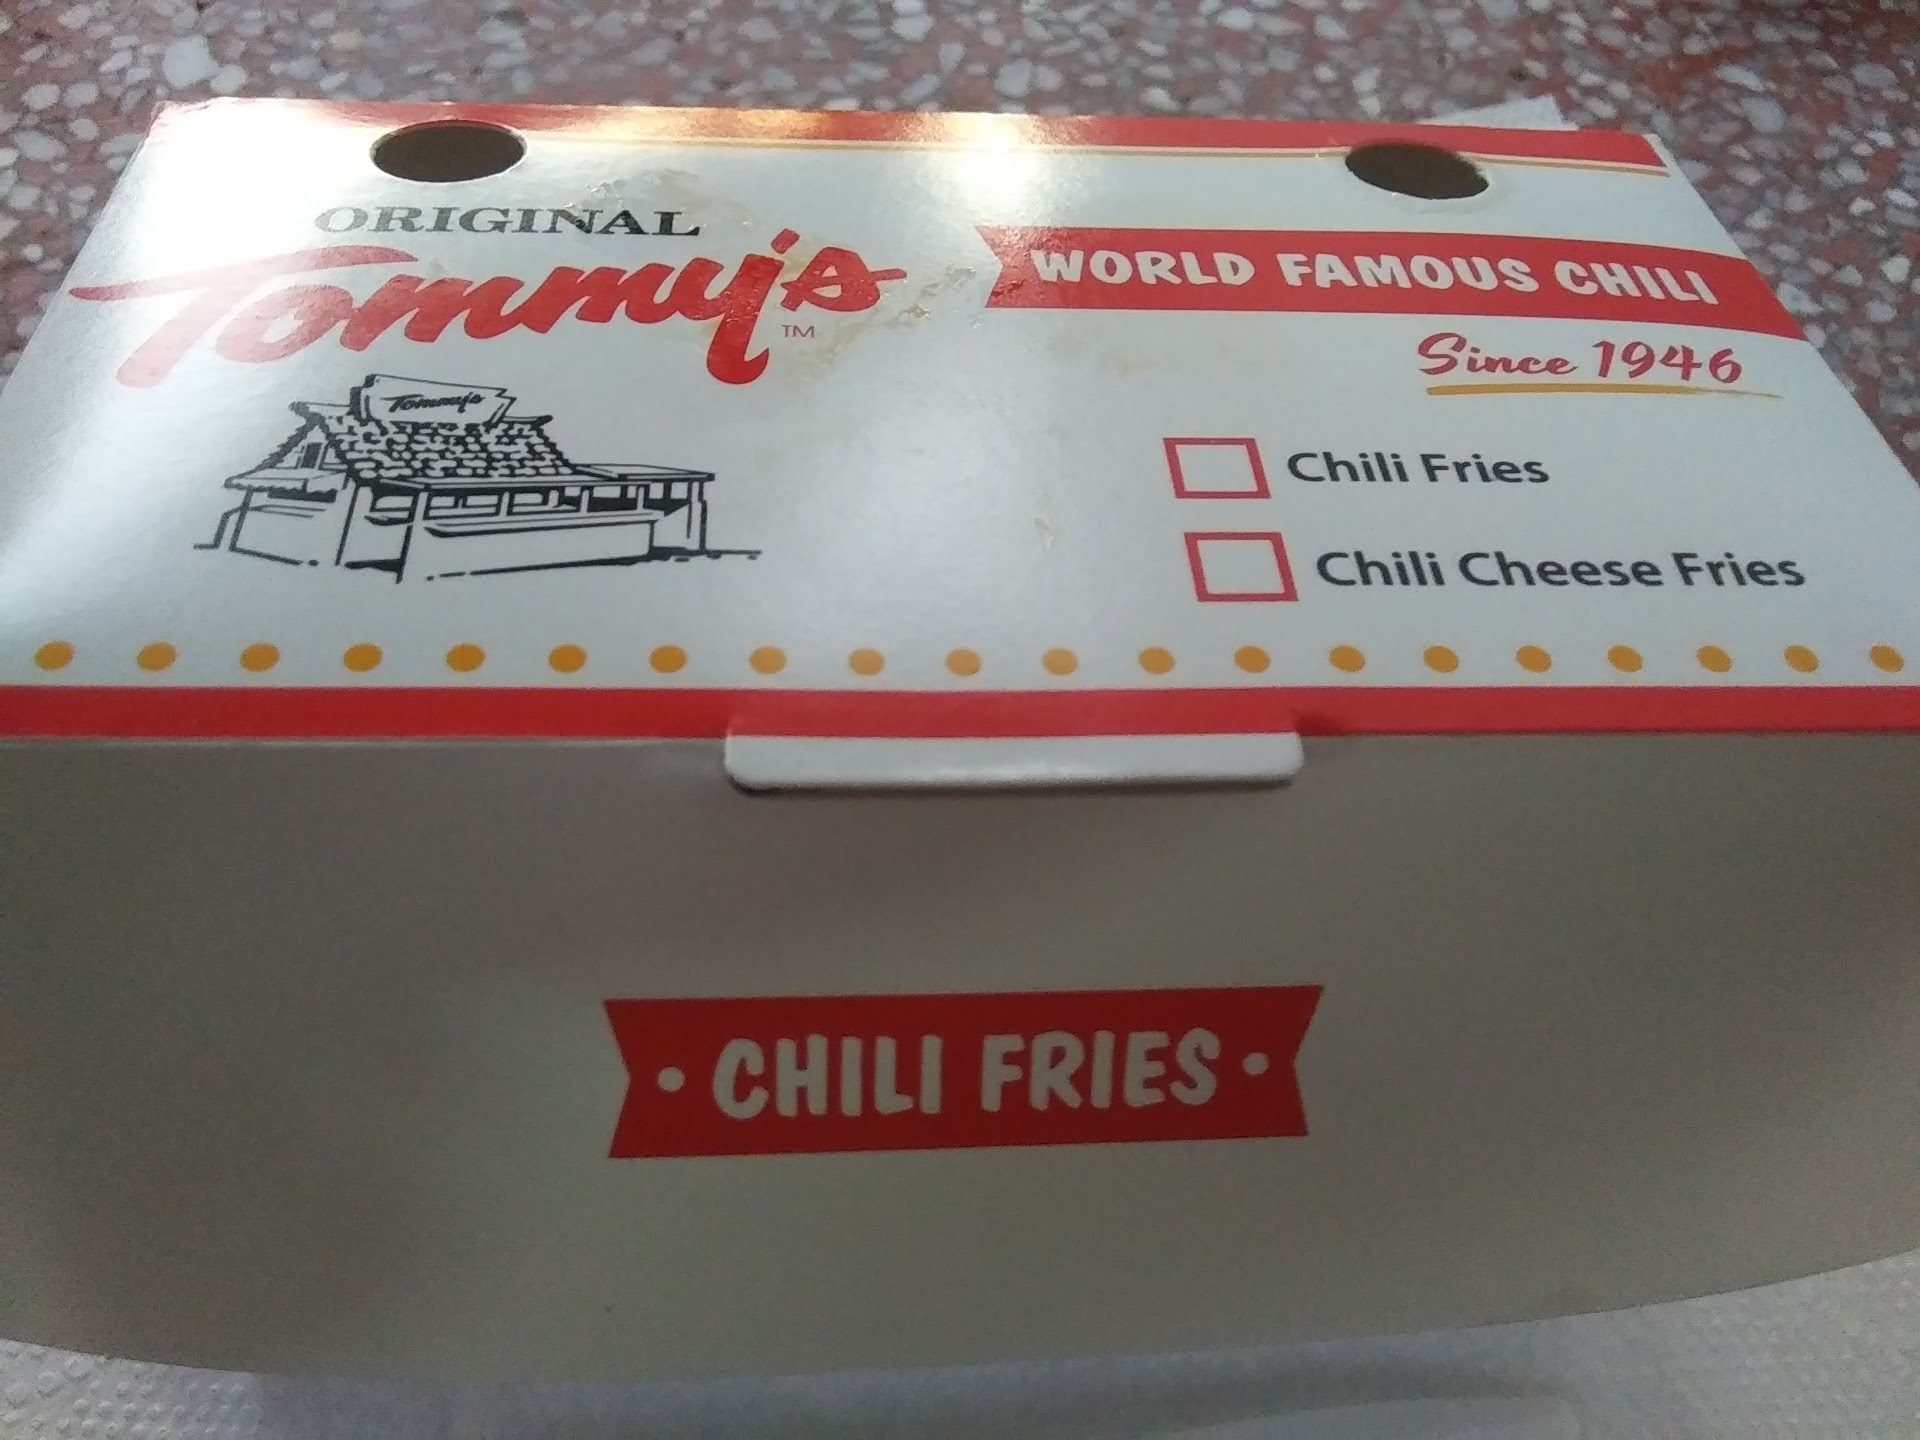 ORIGINAL
Tommy's
TM
WORLD FAMOUS CHILI
Since 1946
Tommy's
Chili Fries
Chili Cheese Fries
• CHILI FRIES •